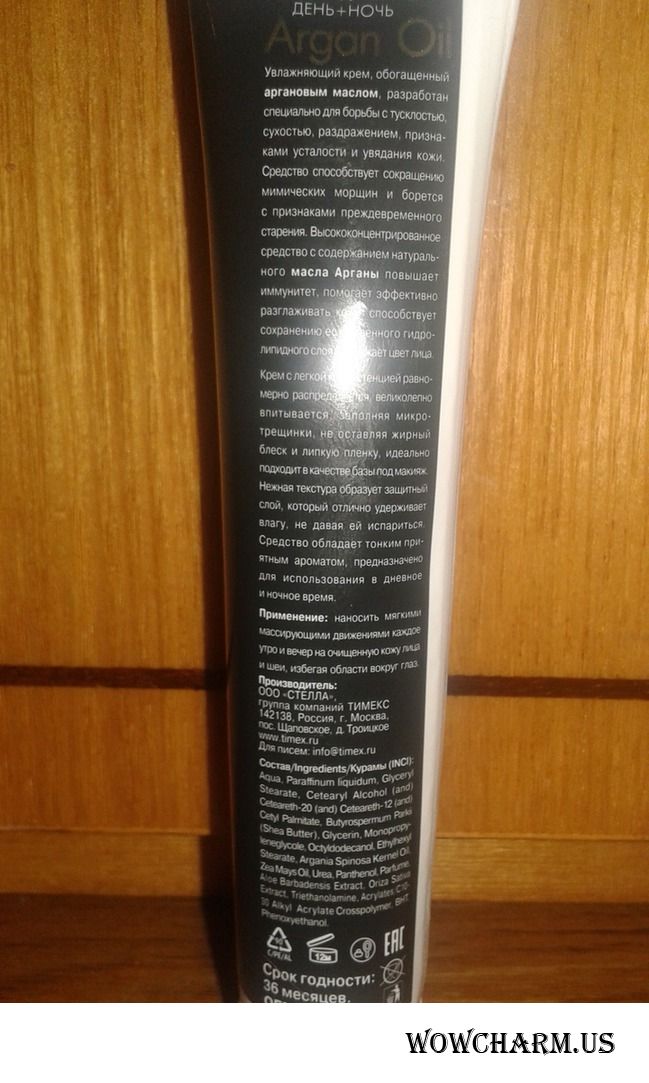 ДЕНЬ+НОЧЬ
Argan Oil
Увлажняющий крем, обогащенный
аргановым маслом, разработан
специально для борьбы с тусклостью,
сухостью, раздражением, призна-
ками усталости и увядания кожи.
Средство способствует сокращению
мимических морщин и борется
с признаками преждевременного
старения. Высококонцентрированное
средство с содержанием натураль-
ного масла Арганы повышает
иммунитет, помогает эффективно
разглаживать способствует
сохранению гидро-
липидного цвет лица.
Крем с легкой равно-
мерно великолепно
впитывается, заполняя микро-
трещинки, не оставляя жирный
блеск и липкую пленку, идеально
подходит в качестве базы под макияж.
Нежная текстура образует защитный
слой, который отлично удерживает
влагу, не давая ей испариться.
Средство обладает тонким при-
ятным ароматом, предназначено
для использования в дневное
и ночное время.
Применение: наносить мягкими
массирующими движениями каждое
утро и вечер на очищенную кожу лица
и шеи, избегая области вокруг глаз.
Производитель:
ООО «СТЕЛЛА»,
группа компаний ТИМЕКС
142138, Россия, г. Москва,
пос. Щаповское, д. Троицкое
www.timex.ru
Для писем: info@timex.ru
Состав/Ingredients/Курамы (INCI):
Aqua, Paraffinum liquidum, Glyceryl
Stearate, Cetearyl Alcohol (and)
Ceteareth-20 (and) Ceteareth-12 (and)
Cetyl Palmitate, Butyrospermum Parkii
(Shea Butter), Glycerin, Monopropy-
leneglycole, Octyldodecanol, Ethylhexyl
Stearate, Argania Spinosa Kernel Oil,
Zea Mays Oil, Urea, Panthenol, Parfume,
Aloe Barbadensis Extract, Oriza Sativa
Extract, Triethanolamine, Acrylates C10-
30 Alkyl Acrylate Crosspolymer, BHT,
Phenoxyethanol.
90
C/PE/AL
12м
EAC
Срок годности:
36 месяцев.
WOWCHARM.US